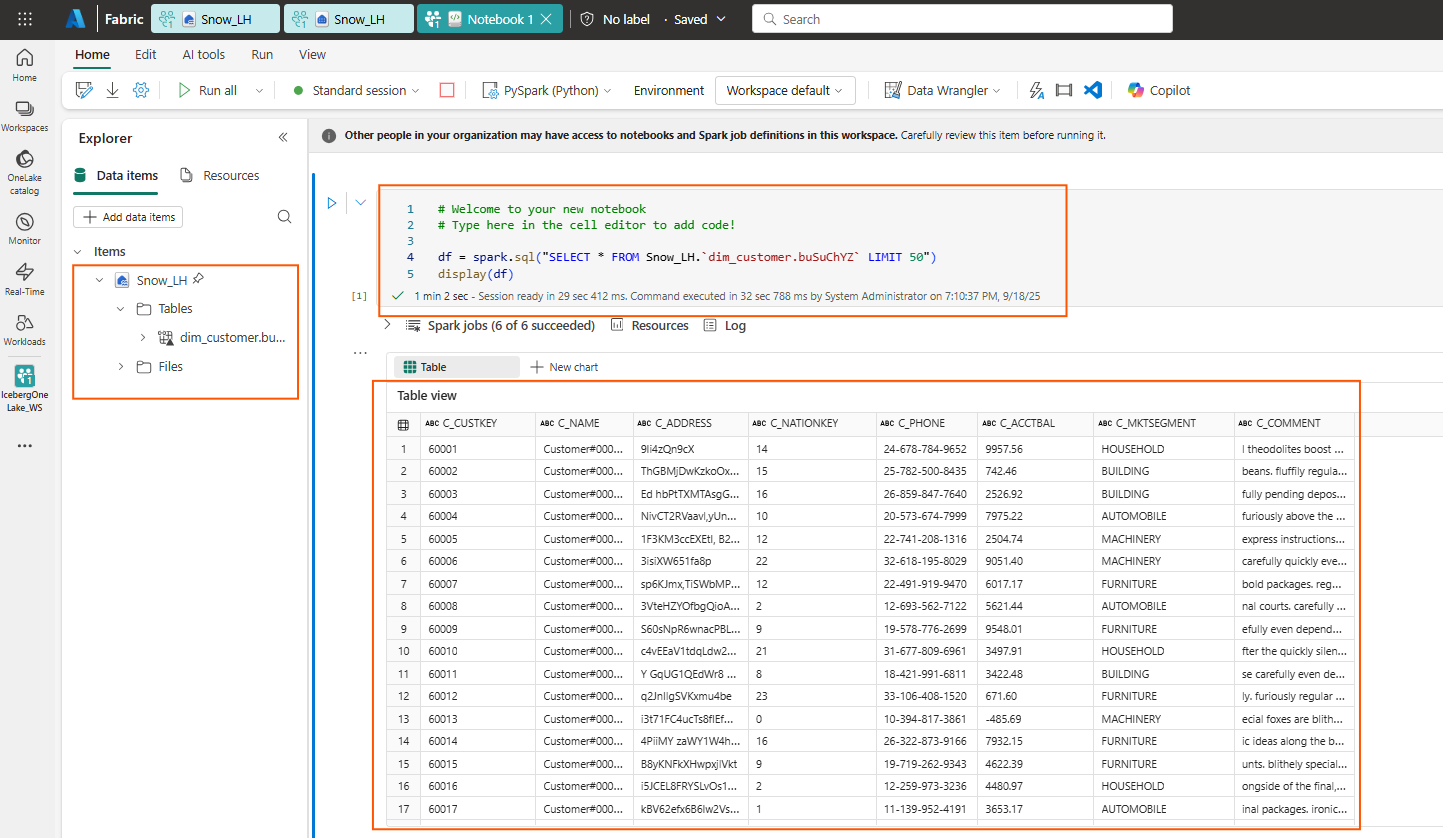 Fabric Snow_LH Snow_LH Notebook 1 No label · Saved Search
Home Edit AI tools Run View
Run all Standard session PySpark (Python) Environment Workspace default Data Wrangler Copilot
Home
Workspaces
OneLake
catalog
Monitor
Real-Time
Workloads
IcebergOne
Lake_WS
Explorer
Data items Resources
Add data items
Items
Snow_LH
Tables
dim_customer.bu...
Files
Other people in your organization may have access to notebooks and Spark job definitions in this workspace. Carefully review this item before running it.
1 # Welcome to your new notebook
2 # Type here in the cell editor to add code!
3
4 df = spark.sql("SELECT * FROM Snow_LH.`dim_customer.buSuChYZ` LIMIT 50")
5 display(df)
[1] 1 min 2 sec - Session ready in 29 sec 412 ms. Command executed in 32 sec 788 ms by System Administrator on 7:10:37 PM, 9/18/25
Spark jobs (6 of 6 succeeded) Resources Log
Table New chart
Table view
ABC C_CUSTKEY ABC C_NAME ABC C_ADDRESS ABC C_NATIONKEY ABC C_PHONE ABC C_ACCTBAL ABC C_MKTSEGMENT ABC C_COMMENT
1 60001 Customer#000... 9Ii4zQn9cX 14 24-678-784-9652 9957.56 HOUSEHOLD l theodolites boost ...
2 60002 Customer#000... ThGBMjDwKzkoOx... 15 25-782-500-8435 742.46 BUILDING beans. fluffily regula...
3 60003 Customer#000... Ed hbPtTXMTAsgG... 16 26-859-847-7640 2526.92 BUILDING fully pending depos...
4 60004 Customer#000... NivCT2RVaavl,yUn... 10 20-573-674-7999 7975.22 AUTOMOBILE furiously above the ...
5 60005 Customer#000... 1F3KM3ccEXEtI, B2... 12 22-741-208-1316 2504.74 MACHINERY express instructions...
6 60006 Customer#000... 3isiXW651fa8p 22 32-618-195-8029 9051.40 MACHINERY carefully quickly eve...
7 60007 Customer#000... sp6KJmx,TiSWbMP... 12 22-491-919-9470 6017.17 FURNITURE bold packages. reg...
8 60008 Customer#000... 3VteHZYOfbgQioA... 2 12-693-562-7122 5621.44 AUTOMOBILE nal courts. carefully ...
9 60009 Customer#000... S60sNpR6wnacPBL... 9 19-578-776-2699 9548.01 FURNITURE efully even depend...
10 60010 Customer#000... c4vEEaV1tdqLdw2... 21 31-677-809-6961 3497.91 HOUSEHOLD fter the quickly silen...
11 60011 Customer#000... Y GqUG1QEdWr8 ... 8 18-421-991-6811 3422.48 BUILDING se carefully even de...
12 60012 Customer#000... q2JnIlgSVKxmu4be 23 33-106-408-1520 671.60 FURNITURE ly. furiously regular ...
13 60013 Customer#000... i3t71FC4ucTs8flEf... 0 10-394-817-3861 -485.69 MACHINERY ecial foxes are blith...
14 60014 Customer#000... 4PiiMY zaWY1W4h... 16 26-322-873-9166 7932.15 FURNITURE ic ideas along the b...
15 60015 Customer#000... B8yKNFkXHwpxjlVkt 9 19-719-262-9343 4622.39 FURNITURE unts. blithely special...
16 60016 Customer#000... i5JCEL8FRYSLvOs1... 2 12-259-973-3236 4480.97 HOUSEHOLD ongside of the final,...
17 60017 Customer#000... kBV62efx6B6lw2Vs... 1 11-139-952-4191 3653.17 AUTOMOBILE inal packages. ironic...